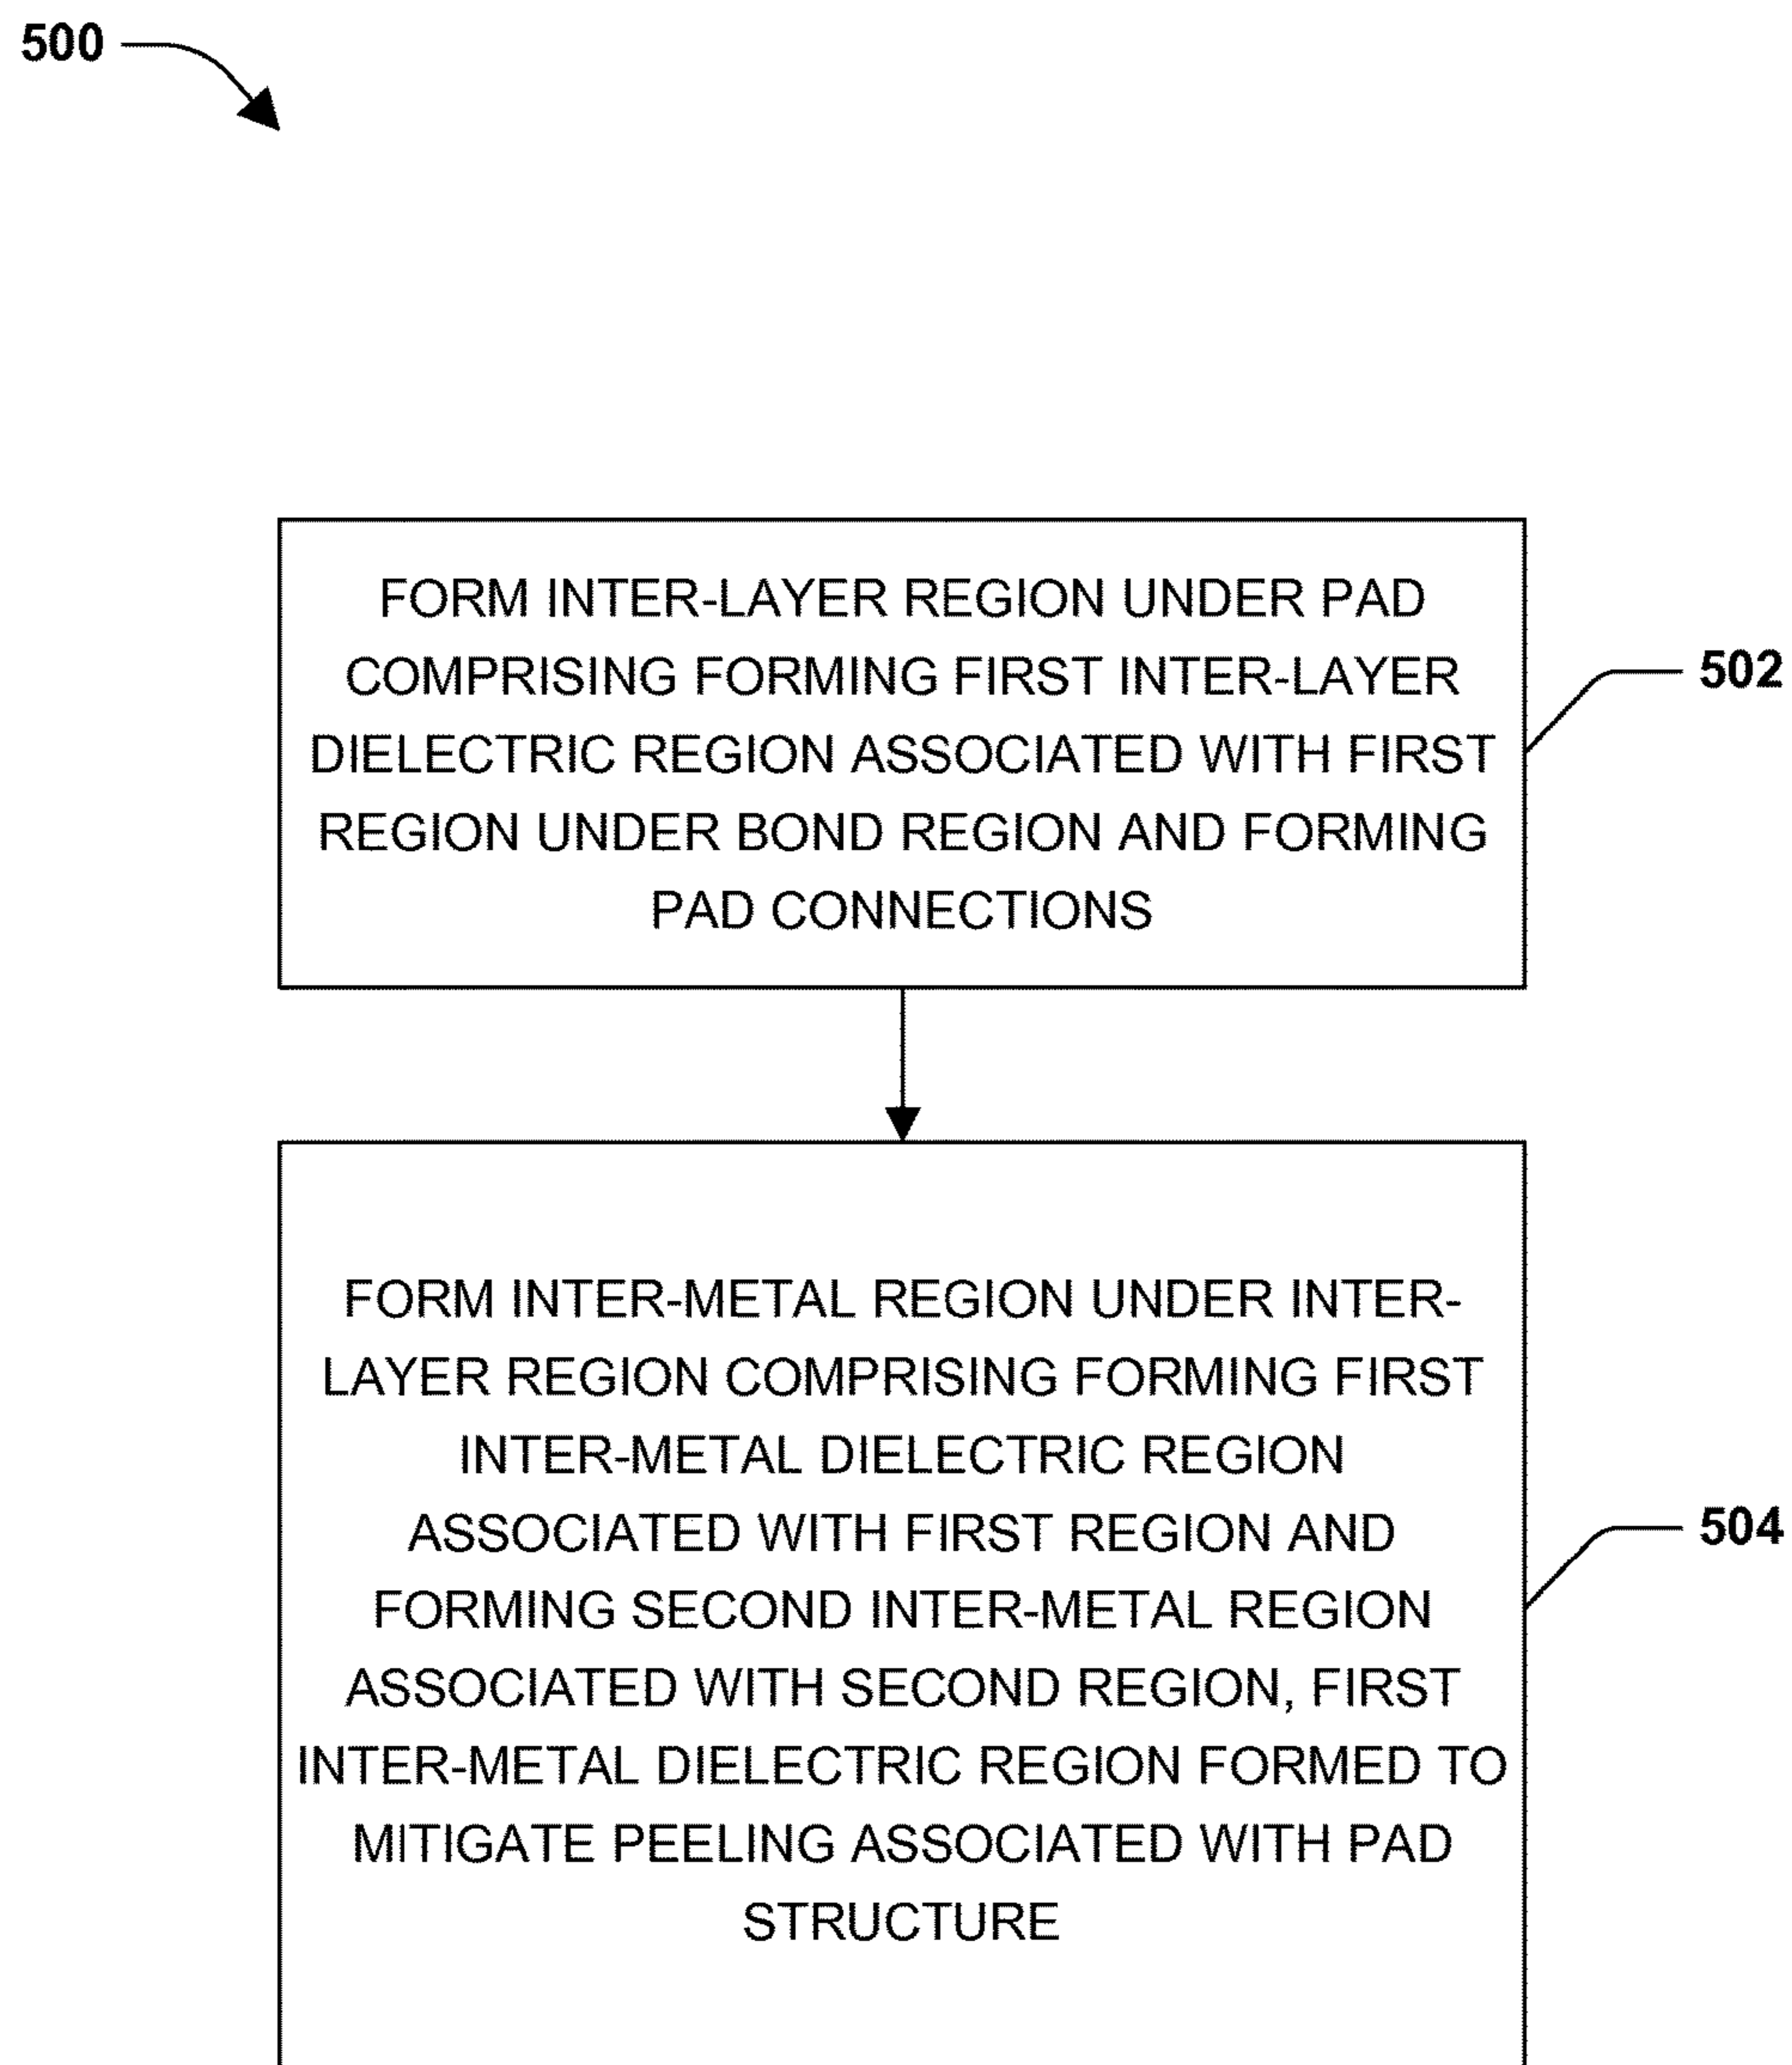 500
FORM INTER-LAYER REGION UNDER PAD
COMPRISING FORMING FIRST INTER-LAYER
DIELECTRIC REGION ASSOCIATED WITH FIRST
REGION UNDER BOND REGION AND FORMING
PAD CONNECTIONS
502
FORM INTER-METAL REGION UNDER INTER-
LAYER REGION COMPRISING FORMING FIRST
INTER-METAL DIELECTRIC REGION
ASSOCIATED WITH FIRST REGION AND
FORMING SECOND INTER-METAL REGION
ASSOCIATED WITH SECOND REGION, FIRST
INTER-METAL DIELECTRIC REGION FORMED TO
MITIGATE PEELING ASSOCIATED WITH PAD
STRUCTURE
504